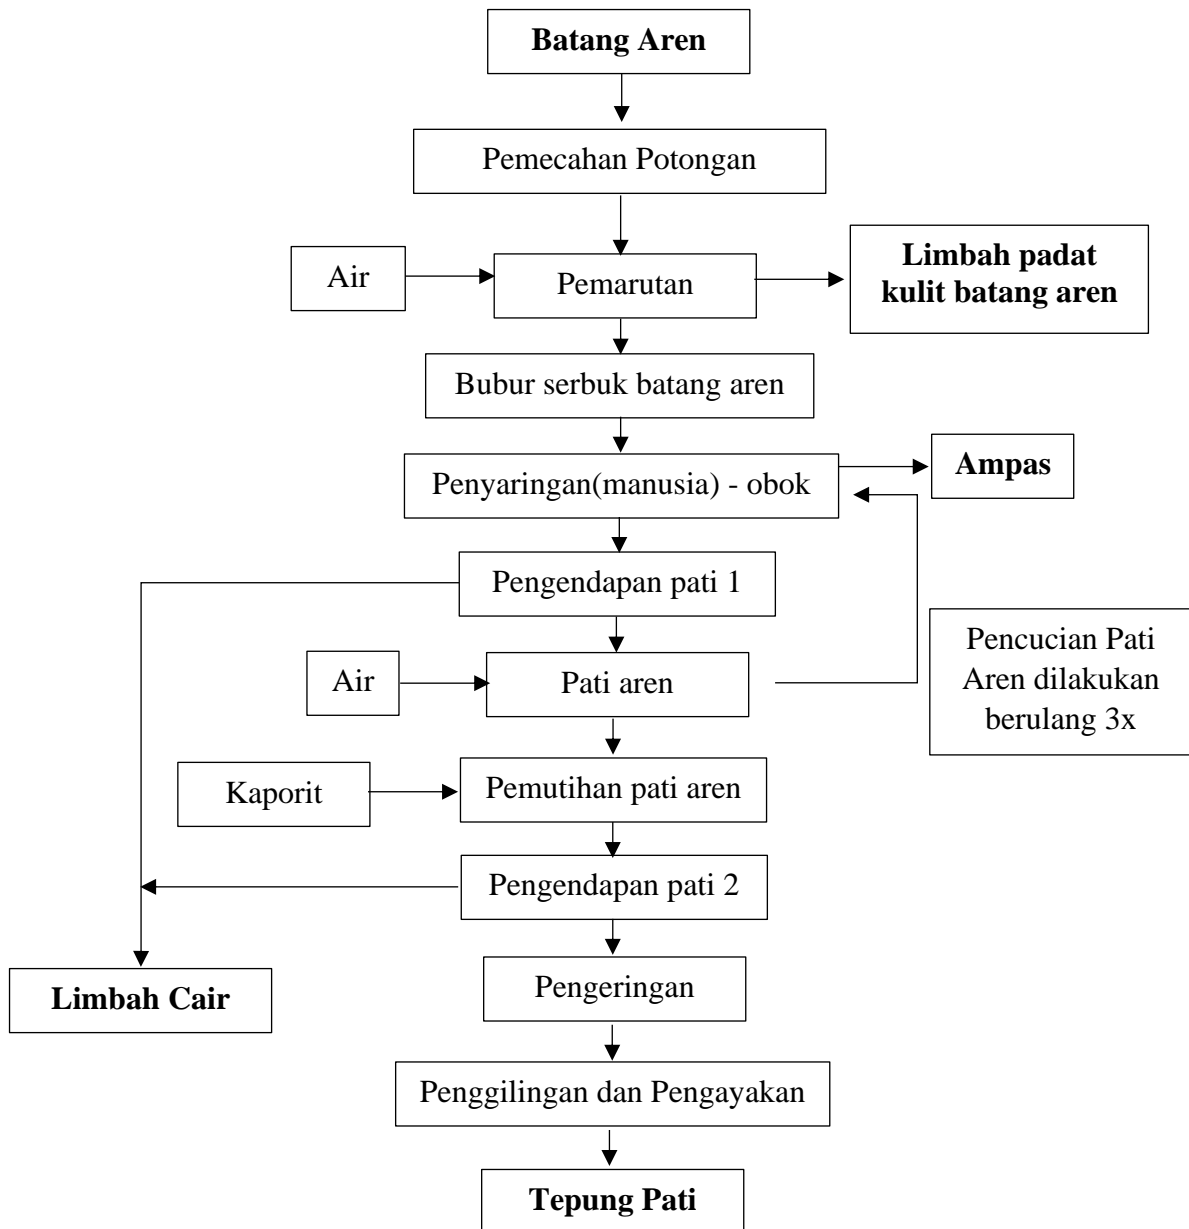 Batang Aren
Pemecahan Potongan
Air
Pemarutan
Limbah padat
kulit batang aren
Bubur serbuk batang aren
Penyaringan(manusia) - obok
Ampas
Pengendapan pati 1
Air
Pati aren
Pencucian Pati
Aren dilakukan
berulang 3x
Kaporit
Pemutihan pati aren
Pengendapan pati 2
Limbah Cair
Pengeringan
Penggilingan dan Pengayakan
Tepung Pati